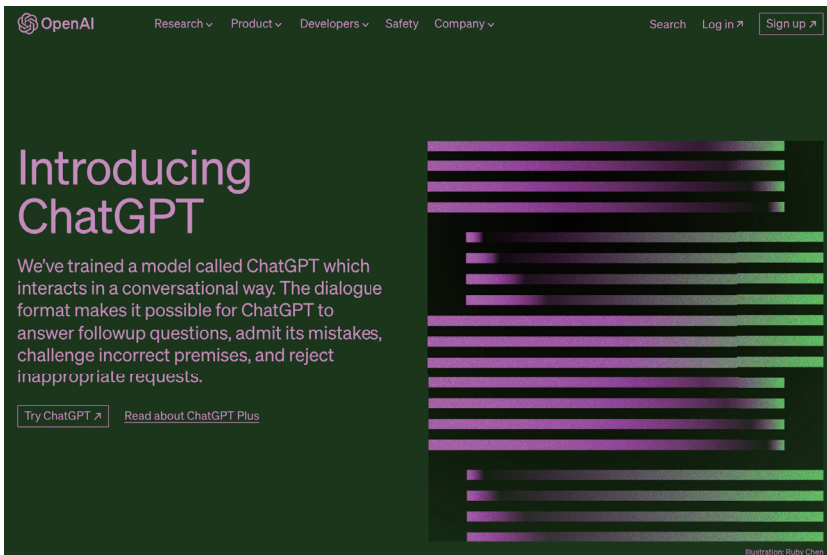 OpenAI
Research Product Developers Safety Company
Search Log in Sign up
Introducing
ChatGPT
We've trained a model called ChatGPT which
interacts in a conversational way. The dialogue
format makes it possible for ChatGPT to
answer followup questions, admit its mistakes,
challenge incorrect premises, and reject
inappropriate requests.
Try ChatGPT Read about ChatGPT Plus
Illustration: Ruby Chen